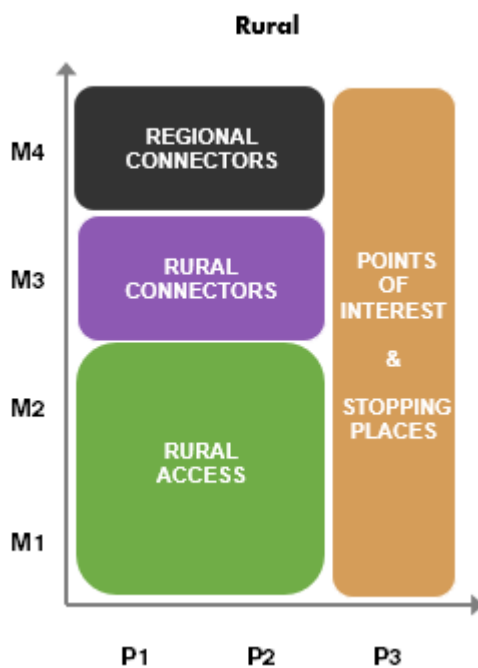 Rural
M4
REGIONAL
CONNECTORS
M3
RURAL
CONNECTORS
POINTS
OF
INTEREST
&
STOPPING
PLACES
M2
RURAL
ACCESS
M1
P1
P2
P3